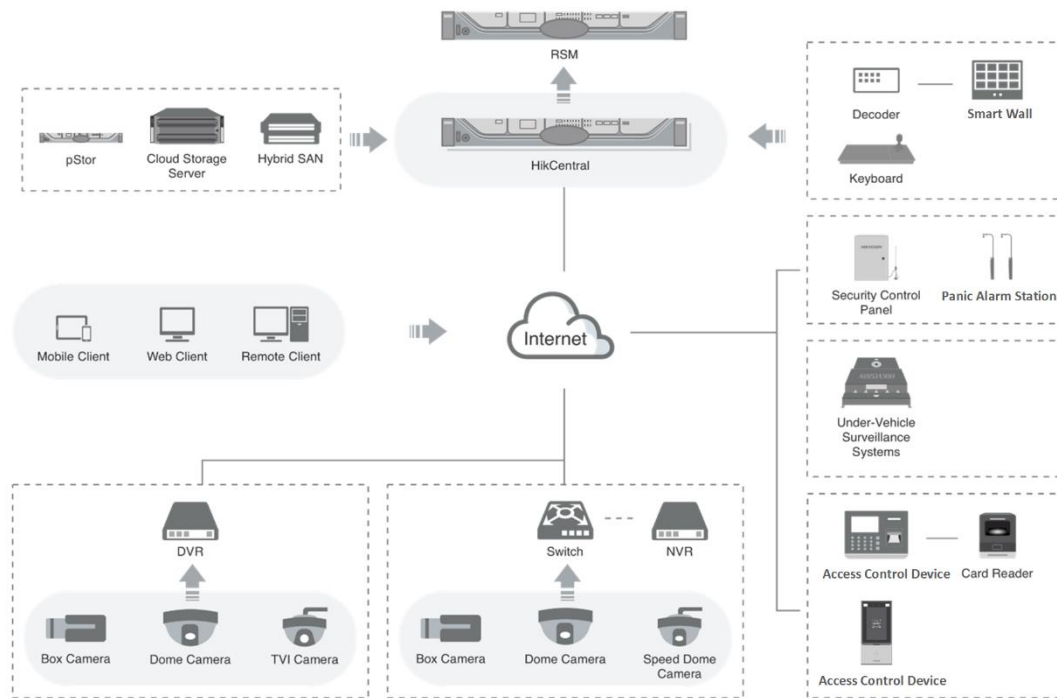 RSM
HikCentral
pStor
Cloud Storage
Server
Hybrid SAN
Decoder
Smart Wall
Keyboard
Security Control
Panel
Panic Alarm Station
Mobile Client
Web Client
Remote Client
Internet
Under-Vehicle
Surveillance
Systems
DVR
Switch
NVR
Access Control Device
Card Reader
Box Camera
Dome Camera
TVI Camera
Box Camera
Dome Camera
Speed Dome
Camera
Access Control Device